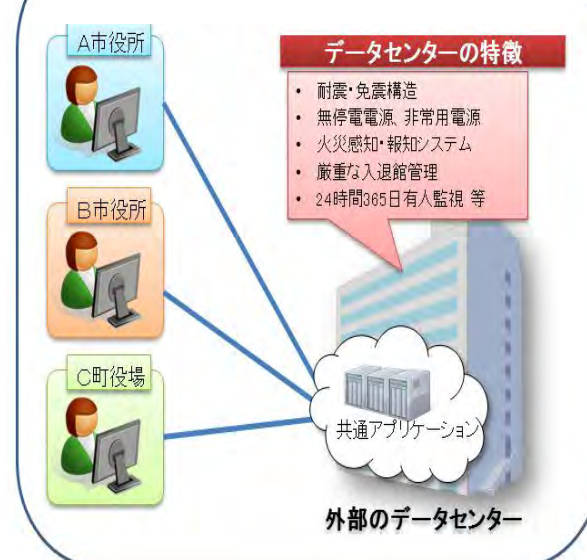 A市役所
データセンターの特徴
• 耐震・免震構造
• 無停電電源、非常用電源
• 火災感知・報知システム
• 厳重な入退館管理
• 24時間365日有人監視 等
B市役所
C町役場
共通アプリケーション
外部のデータセンター